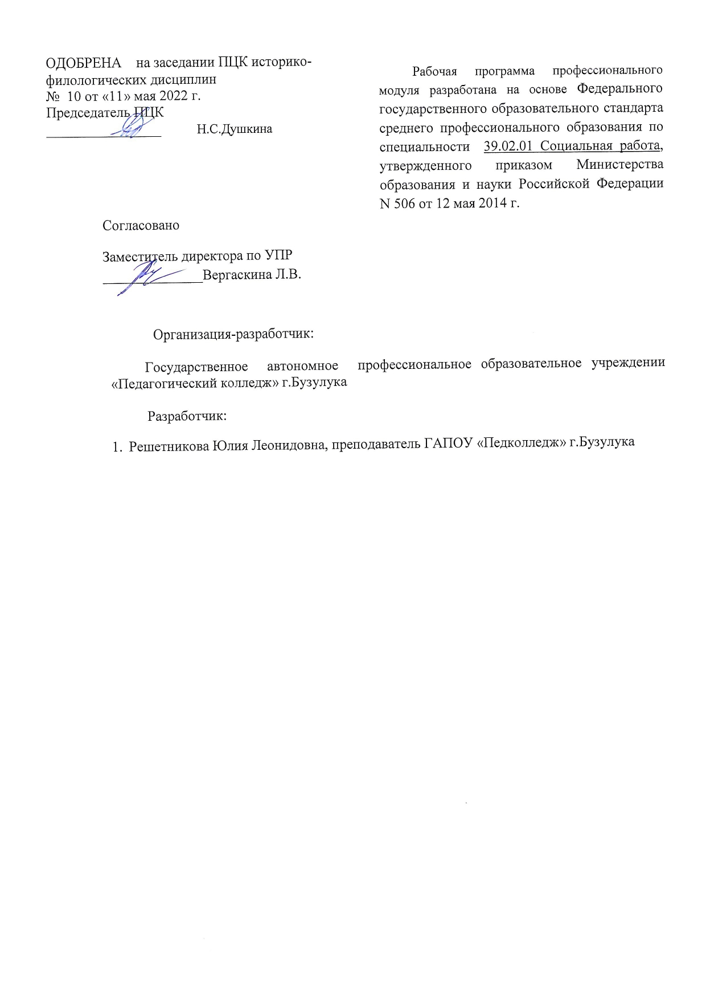 ОДОБРЕНА на заседании ПЦК историко-
филологических дисциплин
№ 10 от «11» мая 2022 г.
Председатель ПЦК
Н.С.Душкина
Рабочая программа профессионального
модуля разработана на основе Федерального
государственного образовательного стандарта
среднего профессионального образования по
специальности 39.02.01 Социальная работа,
утвержденного приказом Министерства
образования и науки Российской Федерации
N 506 от 12 мая 2014 г.
Согласовано
Заместитель директора по УПР
Вергаскина Л.В.
Организация-разработчик:
Государственное автономное профессиональное образовательное учреждении
«Педагогический колледж» г.Бузулука
Разработчик:
1. Решетникова Юлия Леонидовна, преподаватель ГАПОУ «Педколледж» г.Бузулука